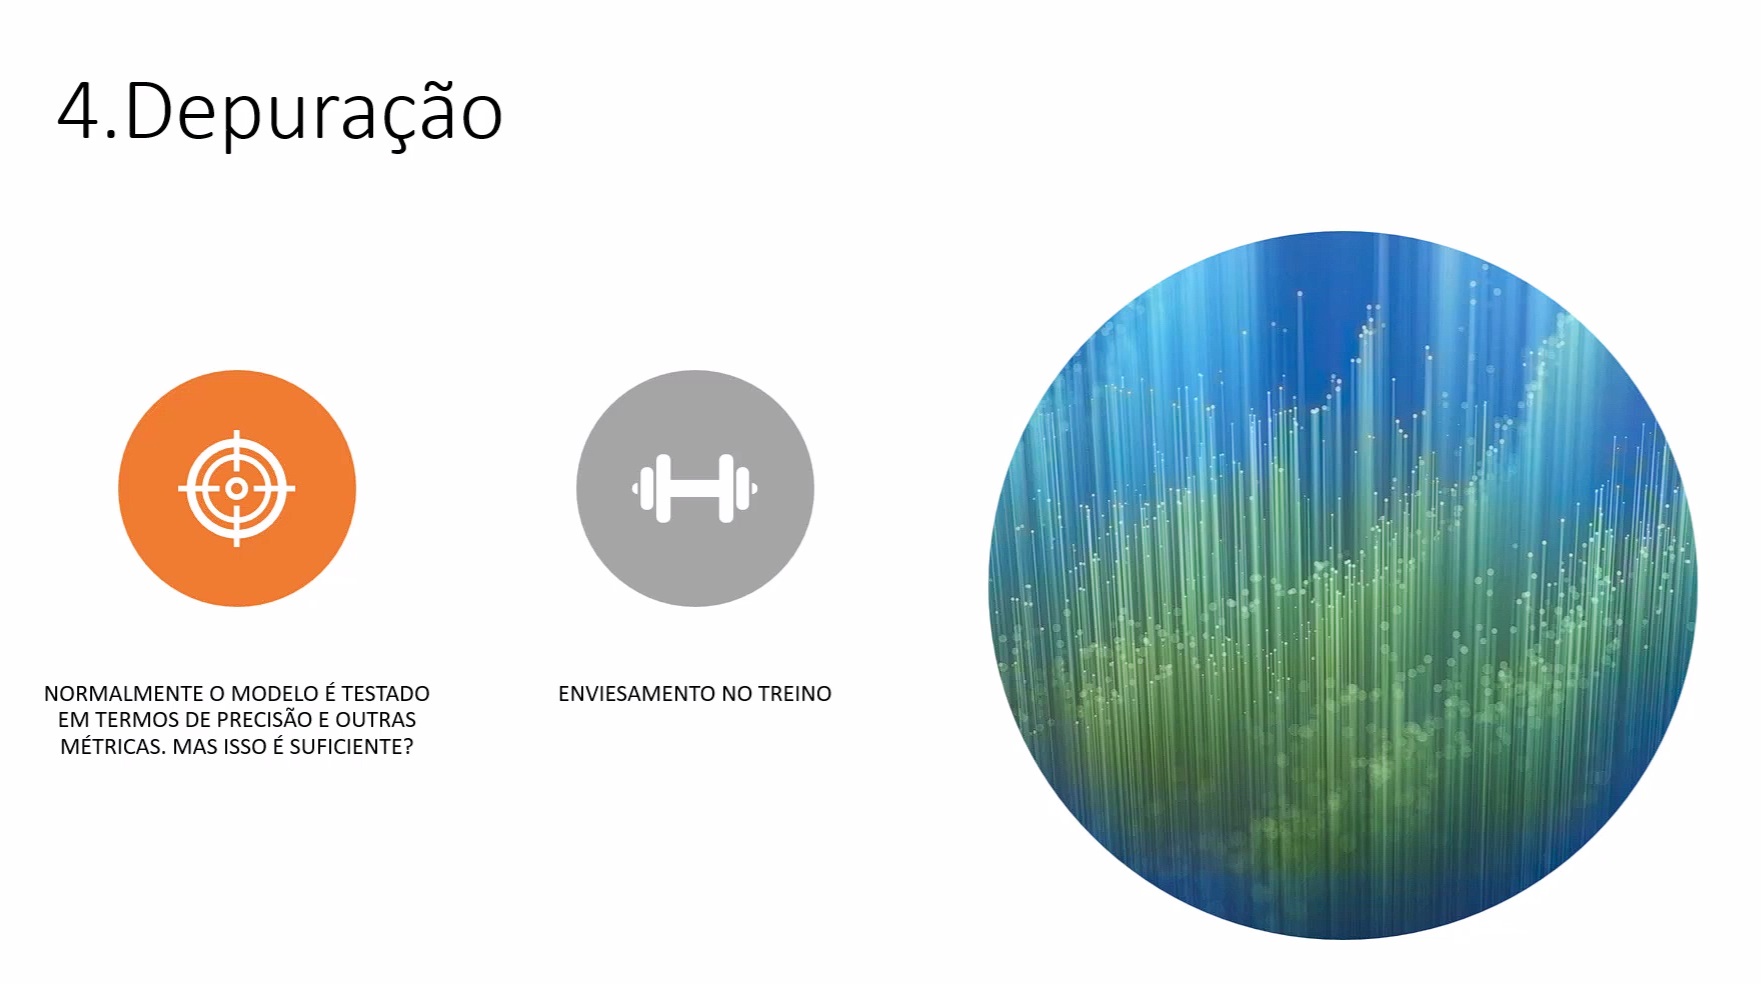 4.Depuração
NORMALMENTE O MODELO É TESTADO
EM TERMOS DE PRECISÃO E OUTRAS
MÉTRICAS. MAS ISSO É SUFICIENTE?
ENVIESAMENTO NO TREINO